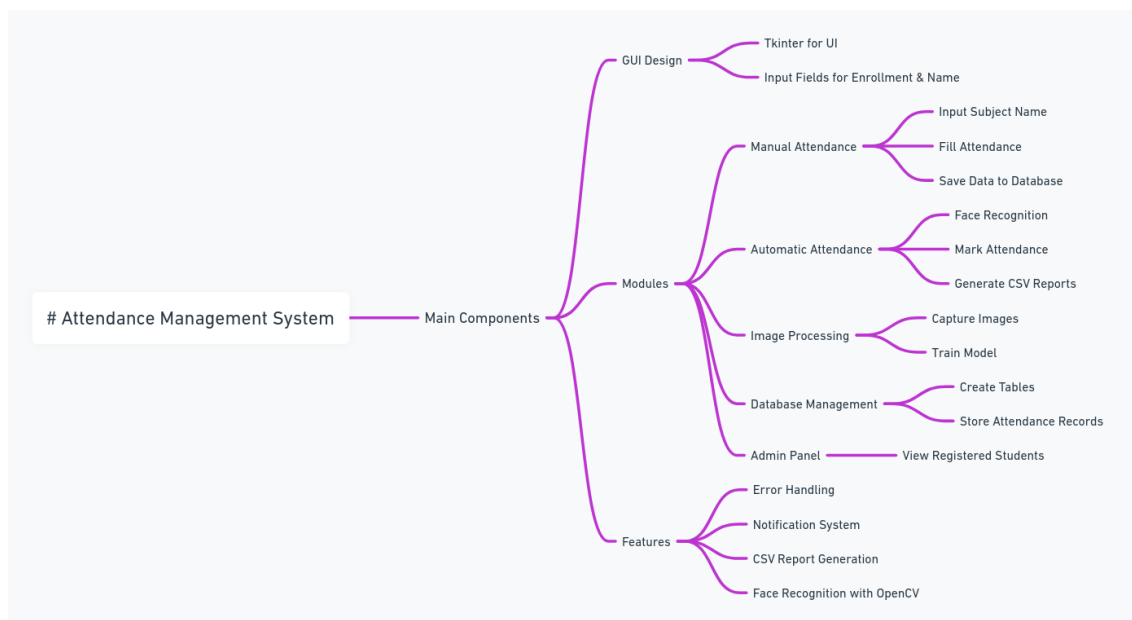 # Attendance Management System
Main Components
GUI Design
Tkinter for UI
Input Fields for Enrollment & Name
Modules
Manual Attendance
Input Subject Name
Fill Attendance
Save Data to Database
Automatic Attendance
Face Recognition
Mark Attendance
Generate CSV Reports
Image Processing
Capture Images
Train Model
Database Management
Create Tables
Store Attendance Records
Admin Panel
View Registered Students
Features
Error Handling
Notification System
CSV Report Generation
Face Recognition with OpenCV